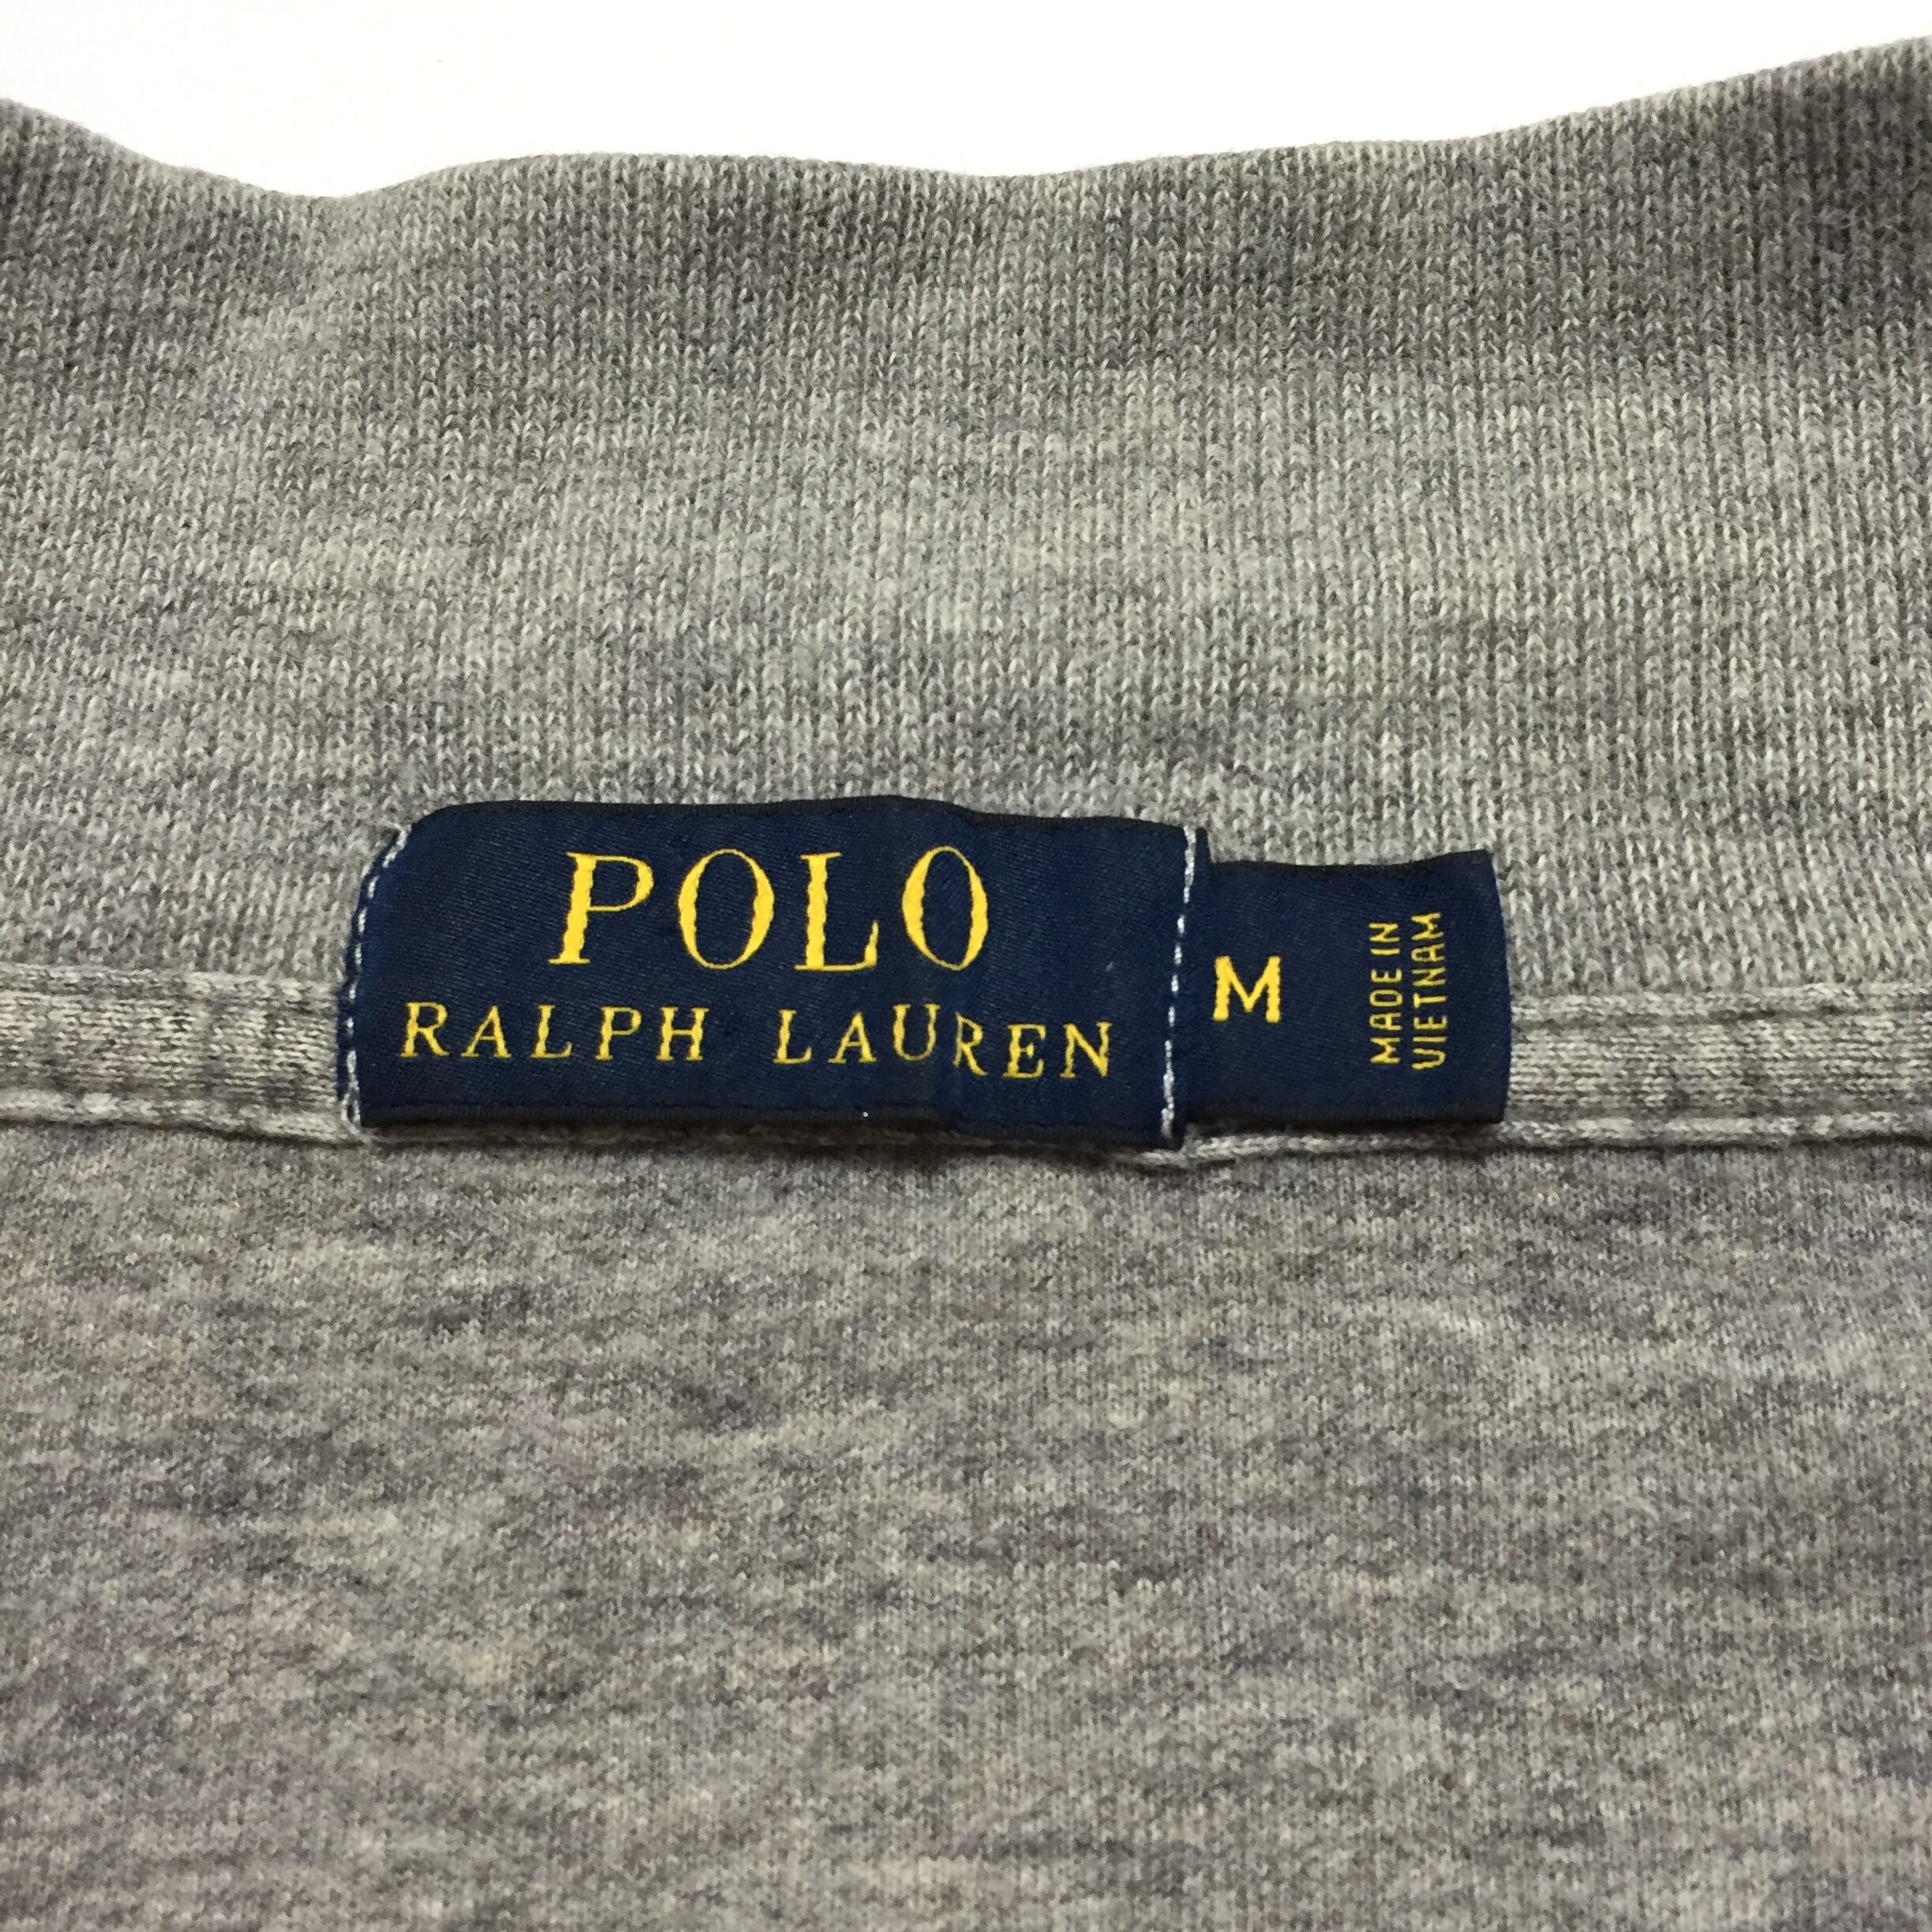 POLO
RALPH LAUREN
M
MADE IN
VIETNAM